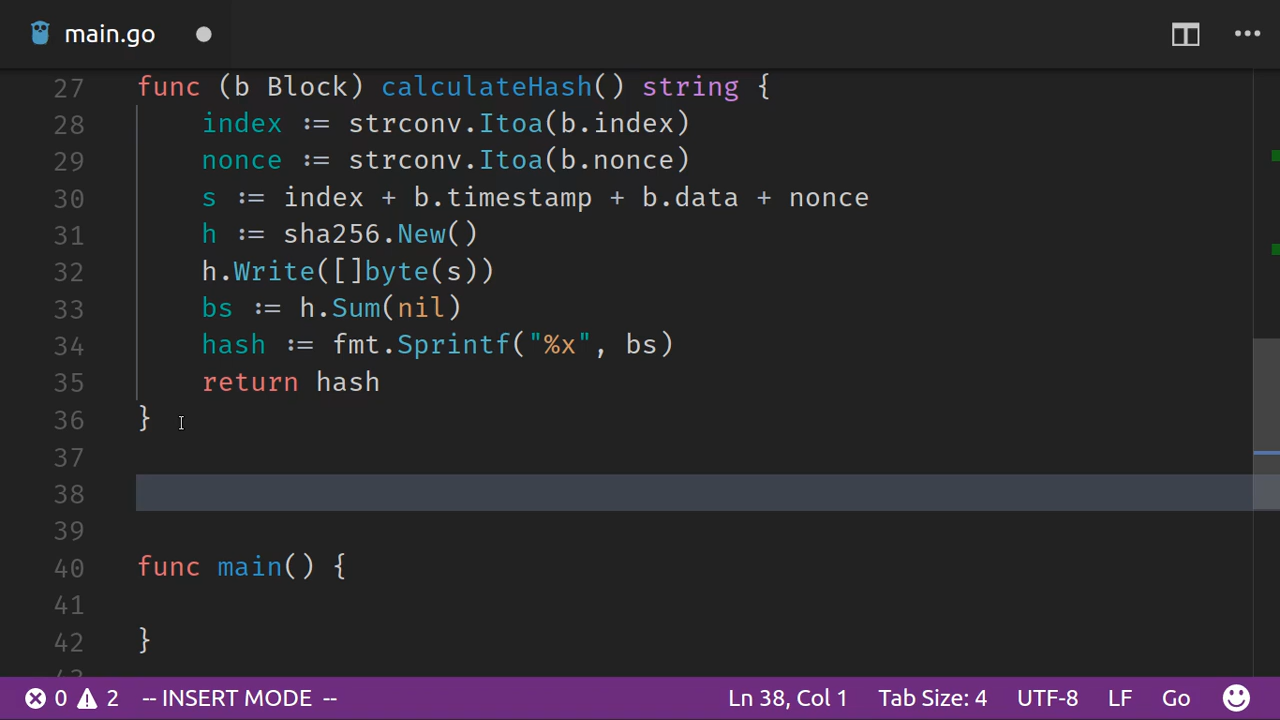 main.go
27 func (b Block) calculateHash() string {
28 index := strconv.Itoa(b.index)
29 nonce := strconv.Itoa(b.nonce)
30 s := index + b.timestamp + b.data + nonce
31 h := sha256.New()
32 h.Write([]byte(s))
33 bs := h.Sum(nil)
34 hash := fmt.Sprintf("%x", bs)
35 return hash
36 }
37
38
39
40 func main() {
41
42 }
0 2 -- INSERT MODE -- Ln 38, Col 1 Tab Size: 4 UTF-8 LF Go